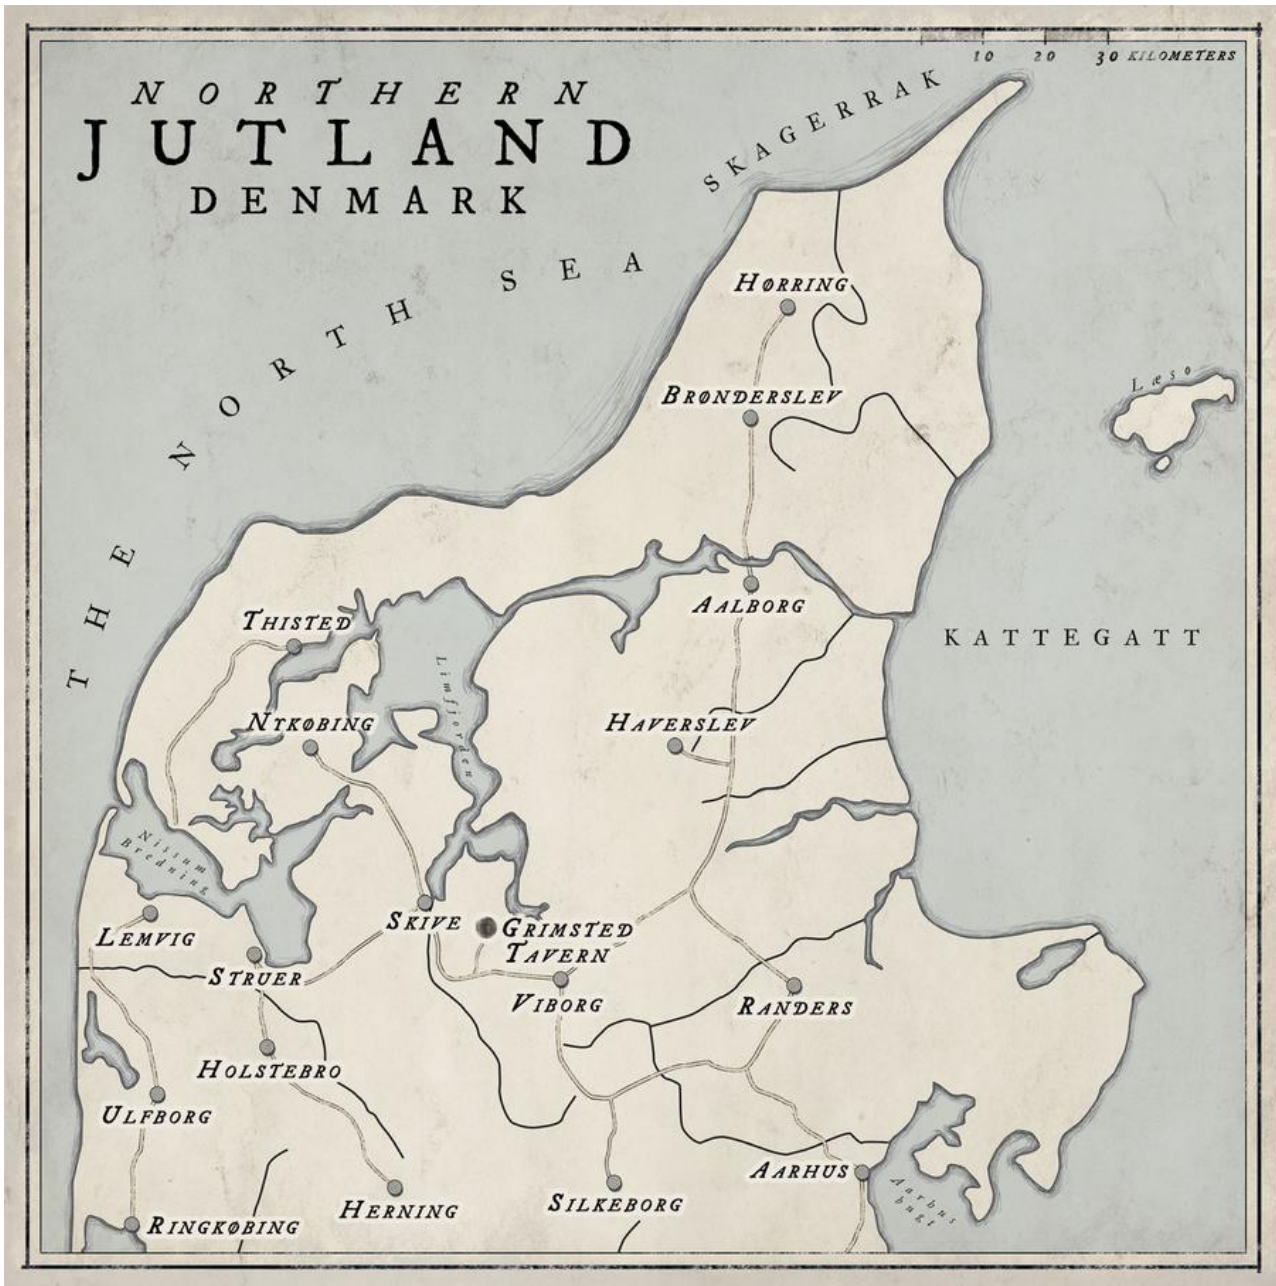 NORTHERN
JUTLAND
DENMARK
10 20 30 KILOMETERS
SKAGERRAK
THE NORTH SEA
HØRRING
BRØNDERSLEV
Læso
THISTED
AALBORG
KATTEGATT
Limfjorden
NYKØBING
HAVERSLEV
Nissum
Bredning
SKIVE
GRIMSTED
TAVERN
LEMVIG
STRUER
VIBORG
RANDERS
HOLSTEBRO
ULFBORG
AARHUS
Aarhus
bugt
SILKEBORG
HERNING
RINGKØBING